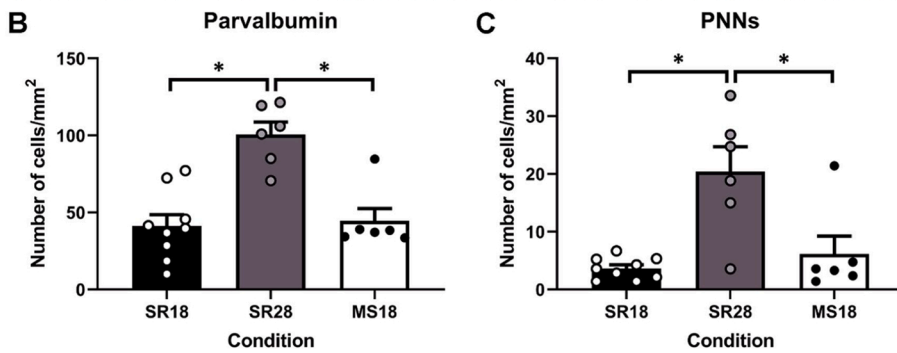 B
Parvalbumin
Number of cells/mm²
150
100
50
0
*
*
SR18
SR28
MS18
Condition
C
PNNs
Number of cells/mm²
40
30
20
10
0
*
*
SR18
SR28
MS18
Condition